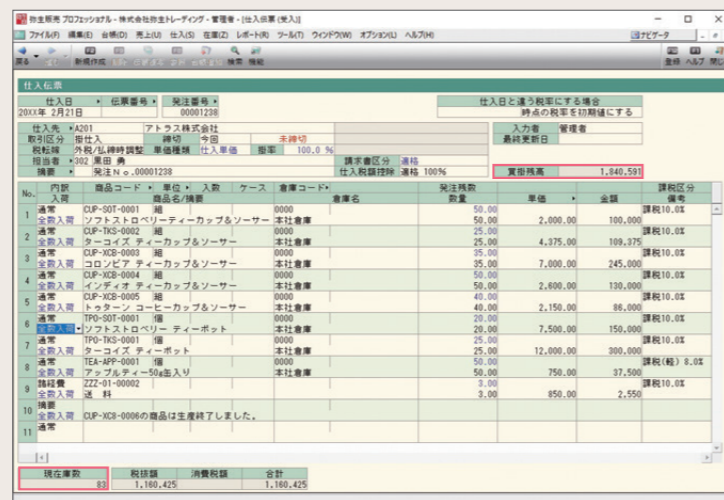 弥生販売 プロフェッショナル - 株式会社弥生トレーディング - 管理者 - [仕入伝票 (受入)]
ファイル(F) 編集(E) 台帳(D) 売上(U) 仕入(S) 在庫(Z) レポート(R) ツール(T) ウィンドウ(W) オプション(L) ヘルプ(H) ナビゲータ
戻る 新規作成 検索 機能 登録 ヘルプ 閉じ
仕入伝票
仕入日 伝票番号 発注番号 仕入日と違う税率にする場合
20XX年 2月21日 00001238 時点の税率を初期値にする
仕入先 A201 アトラス株式会社 入力者 管理者
取引区分 掛仕入 締切 今回 未締切 最終更新日
税転嫁 外税/伝票時調整 単価種類 仕入単価 掛率 100.0 %
担当者 302 黒田 勇 請求書区分 適格
摘要 発注No.00001238 仕入税額控除 適格 100% 買掛残高 1,840,591
No. 内訳 商品コード 単位 入数 ケース 倉庫コード 発注残数 単価 金額 課税区分
入荷 商品名/摘要 倉庫名 数量 備考
1 通常 CUP-SOT-0001 組 0000 50.00 課税10.0%
全数入荷 ソフトストロベリーティーカップ&ソーサー 本社倉庫 50.00 2,000.00 100,000
2 通常 CUP-TKS-0002 組 0000 25.00 課税10.0%
全数入荷 ターコイズ ティーカップ&ソーサー 本社倉庫 25.00 4,375.00 109,375
3 通常 CUP-XCB-0003 組 0000 35.00 課税10.0%
全数入荷 コロンビア ティーカップ&ソーサー 本社倉庫 35.00 7,000.00 245,000
4 通常 CUP-XCB-0004 組 0000 50.00 課税10.0%
全数入荷 インディオ ティーカップ&ソーサー 本社倉庫 50.00 2,600.00 130,000
5 通常 CUP-XCB-0005 組 0000 40.00 課税10.0%
全数入荷 トゥターン コーヒーカップ&ソーサー 本社倉庫 40.00 2,150.00 86,000
6 通常 TPO-SOT-0001 個 0000 20.00 課税10.0%
全数入荷 ソフトストロベリー ティーポット 本社倉庫 20.00 7,500.00 150,000
7 通常 TPO-TKS-0001 個 0000 25.00 課税10.0%
全数入荷 ターコイズ ティーポット 本社倉庫 25.00 12,000.00 300,000
8 通常 TEA-APP-0001 個 0000 50.00 課税(軽) 8.0%
全数入荷 アップルティー50g缶入り 本社倉庫 50.00 750.00 37,500
9 諸経費 ZZZ-01-00002 3.00 課税10.0%
全数入荷 送 料 3.00 850.00 2,550
10 摘要
全数入荷 CUP-XC8-0006の商品は生産終了しました。
11 通常
現在庫数 税抜額 消費税額 合計
83 1,160,425 1,160,425